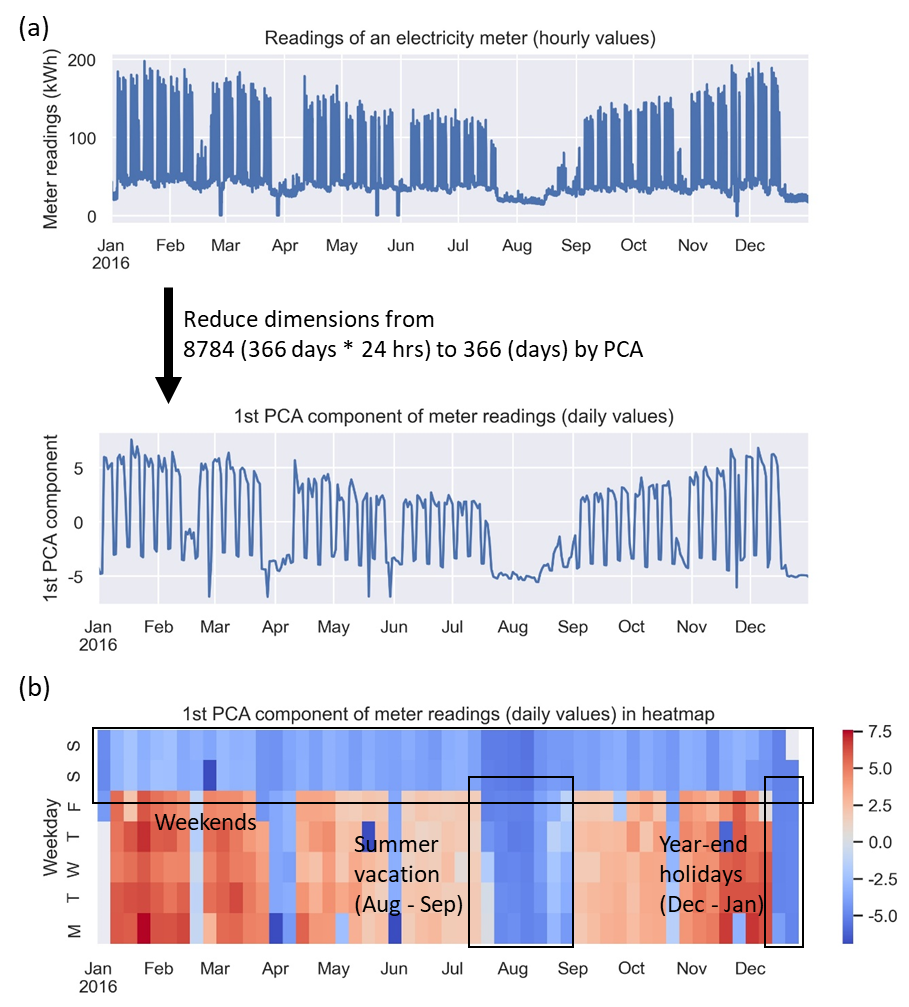 (a)
Readings of an electricity meter (hourly values)
Meter readings (kWh)
200
100
0
Jan Feb Mar Apr May Jun Jul Aug Sep Oct Nov Dec
2016
Reduce dimensions from
8784 (366 days * 24 hrs) to 366 (days) by PCA
1st PCA component of meter readings (daily values)
1st PCA component
5
0
-5
Jan Feb Mar Apr May Jun Jul Aug Sep Oct Nov Dec
2016
(b)
1st PCA component of meter readings (daily values) in heatmap
Weekday
S
S
F
T
W
T
M
Weekends
Summer
vacation
(Aug - Sep)
Year-end
holidays
(Dec - Jan)
7.5
5.0
2.5
0.0
-2.5
-5.0
Jan Feb Mar Apr May Jun Jul Aug Sep Oct Nov Dec
2016